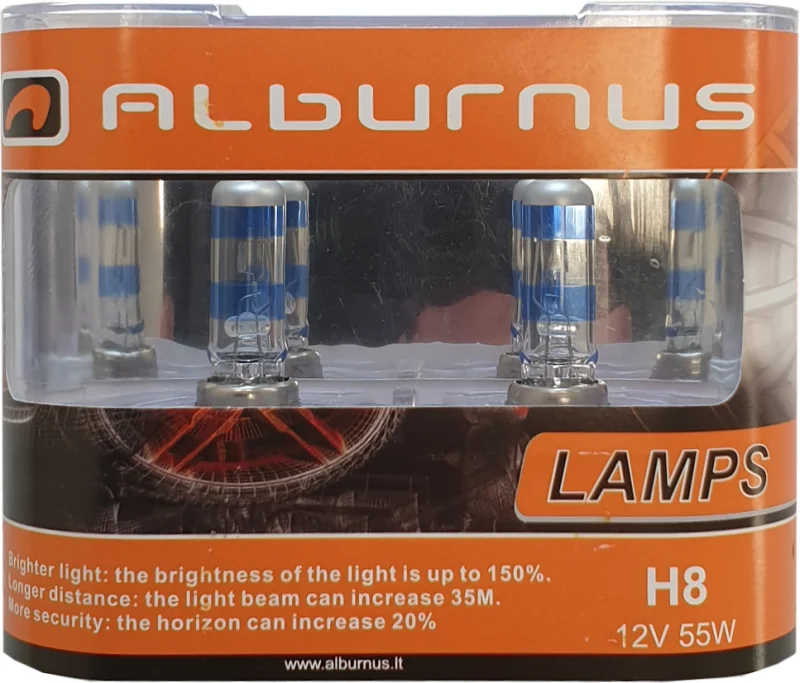 ALburnus
LAMPS
Brighter light: the brightness of the light is up to 150%.
Longer distance: the light beam can increase 35M.
More security: the horizon can increase 20%
H8
12V 55W
www.alburnus.lt